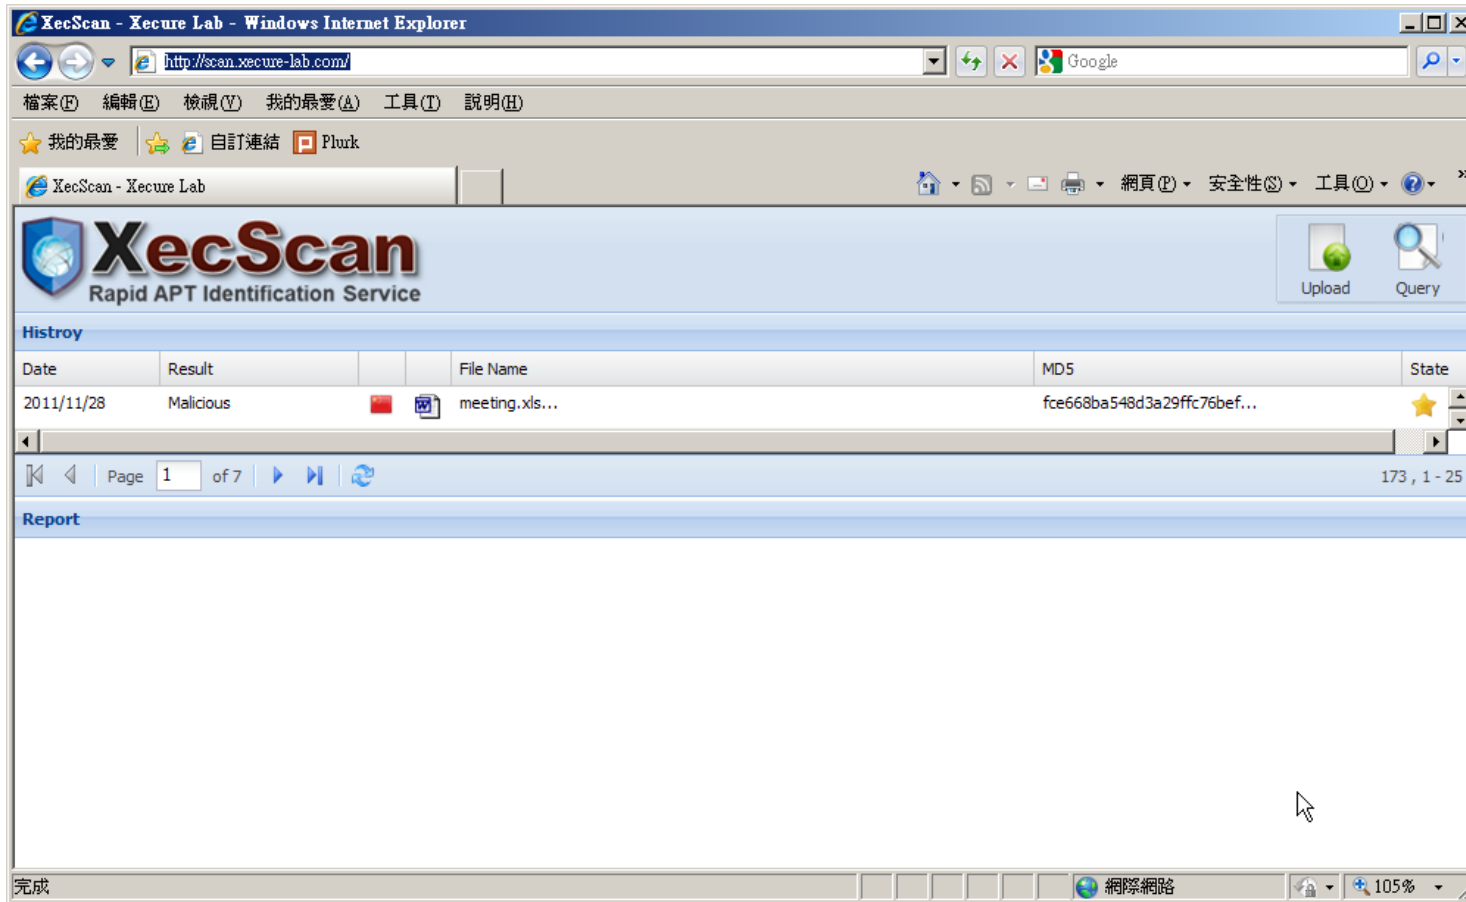 XecScan - Xecure Lab - Windows Internet Explorer
http://scan.xecure-lab.com/
Google
檔案(F) 編輯(E) 檢視(V) 我的最愛(A) 工具(T) 說明(H)
我的最愛 自訂連結 Plurk
XecScan - Xecure Lab 網頁(P) 安全性(S) 工具(O) »
XecScan
Rapid APT Identification Service
Upload Query
Histroy
Date Result File Name MD5 State
2011/11/28 Malicious meeting.xls... fce668ba548d3a29ffc76bef...
Page 1 of 7 173 , 1 - 25
Report
完成 網際網路 105%